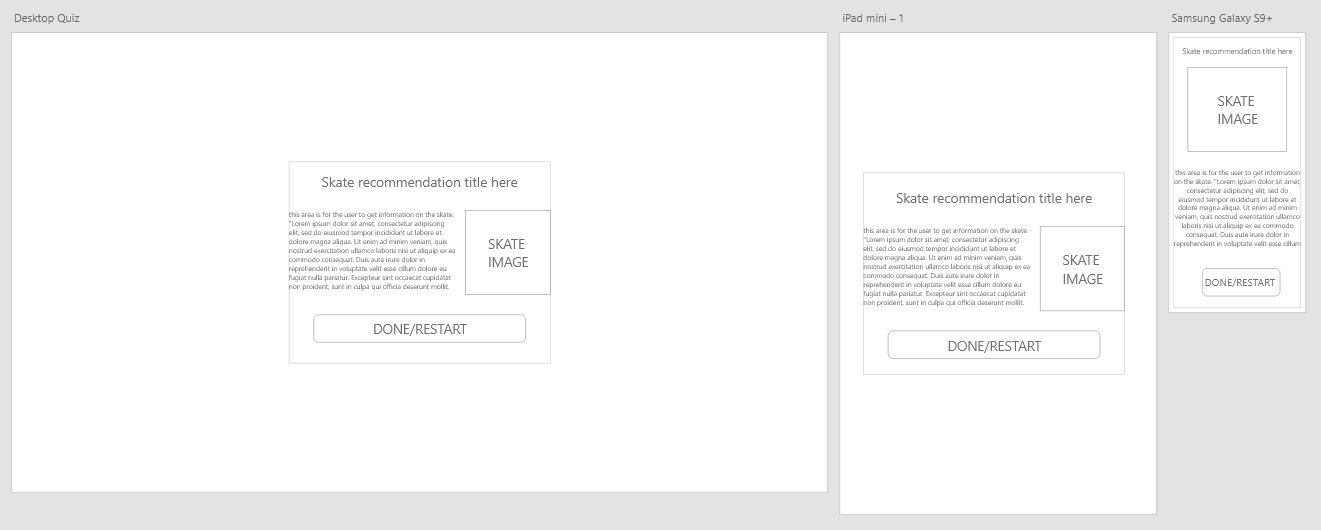 Desktop Quiz
Skate recommendation title here
this area is for the user to get information on the skate.
"Lorem ipsum dolor sit amet, consectetur adipiscing
elit, sed do eiusmod tempor incididunt ut labore et
dolore magna aliqua. Ut enim ad minim veniam, quis
nostrud exercitation ullamco laboris nisi ut aliquip ex ea
commodo consequat. Duis aute irure dolor in
reprehenderit in voluptate velit esse cillum dolore eu
fugiat nulla pariatur. Excepteur sint occaecat cupidatat
non proident, sunt in culpa qui officia deserunt mollit.
SKATE
IMAGE
DONE/RESTART
iPad mini – 1
Skate recommendation title here
this area is for the user to get information on the skate.
"Lorem ipsum dolor sit amet, consectetur adipiscing
elit, sed do eiusmod tempor incididunt ut labore et
dolore magna aliqua. Ut enim ad minim veniam, quis
nostrud exercitation ullamco laboris nisi ut aliquip ex ea
commodo consequat. Duis aute irure dolor in
reprehenderit in voluptate velit esse cillum dolore eu
fugiat nulla pariatur. Excepteur sint occaecat cupidatat
non proident, sunt in culpa qui officia deserunt mollit.
SKATE
IMAGE
DONE/RESTART
Samsung Galaxy S9+
Skate recommendation title here
SKATE
IMAGE
this area is for the user to get information
on the skate. "Lorem ipsum dolor sit amet,
consectetur adipiscing elit, sed do
eiusmod tempor incididunt ut labore et
dolore magna aliqua. Ut enim ad minim
veniam, quis nostrud exercitation ullamco
laboris nisi ut aliquip ex ea commodo
consequat. Duis aute irure dolor in
reprehenderit in voluptate velit esse cillum
DONE/RESTART